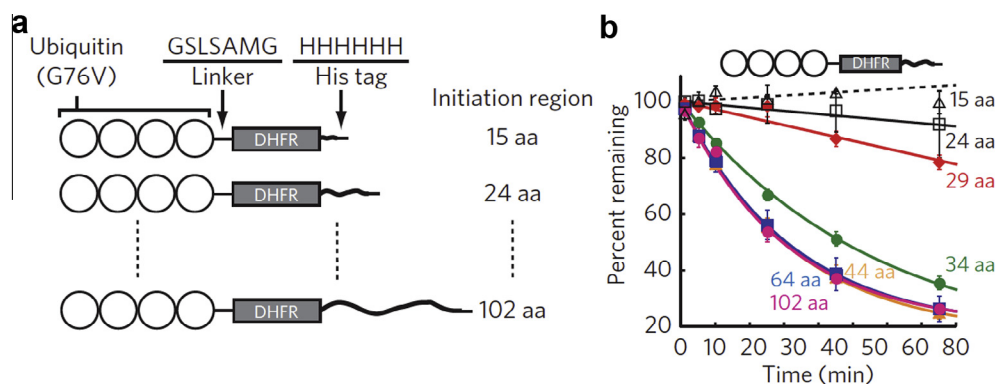 a
Ubiquitin
(G76V)
GSLSAMG
Linker
HHHHHH
His tag
Initiation region
DHFR
15 aa
DHFR
24 aa
DHFR
102 aa
b
DHFR
Percent remaining
100
80
60
40
20
0 10 20 30 40 50 60 80
Time (min)
15 aa
24 aa
29 aa
34 aa
44 aa
64 aa
102 aa